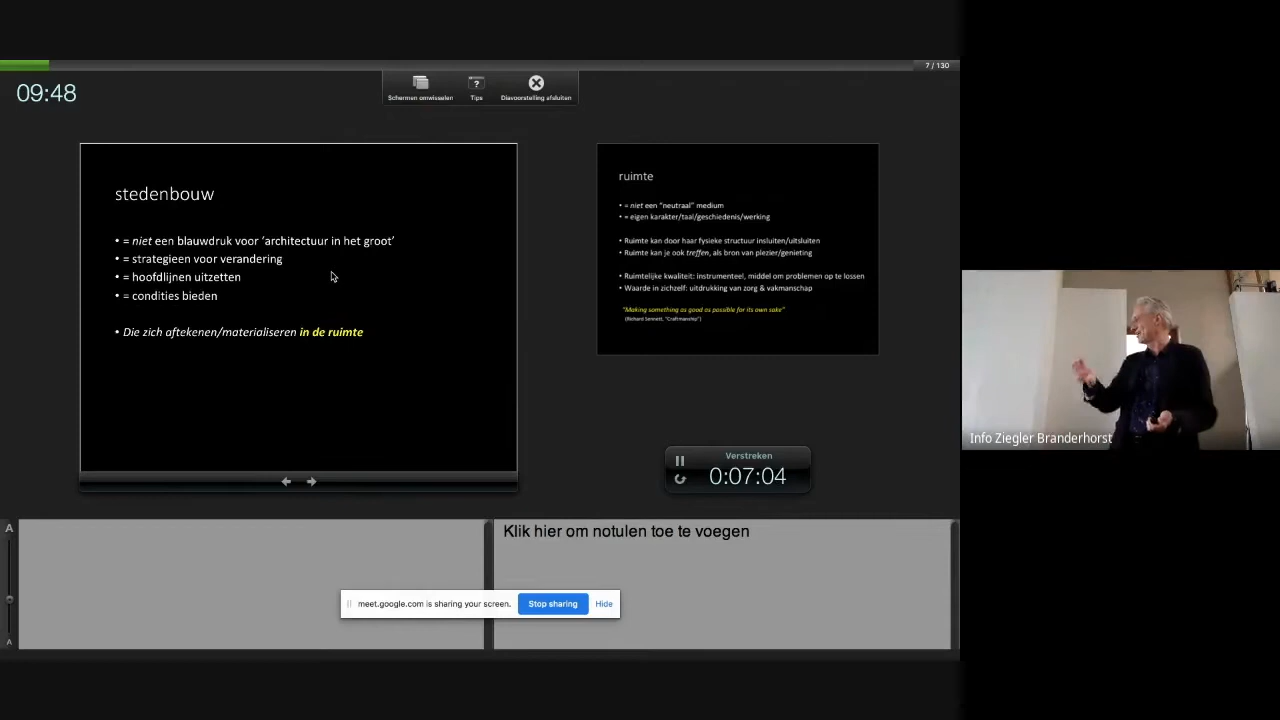 7 / 130
09:48
Schermen omwisselen
Tips
Diavoorstelling afsluiten
stedenbouw
• = niet een blauwdruk voor ‘architectuur in het groot’
• = strategieen voor verandering
• = hoofdlijnen uitzetten
• = condities bieden
• Die zich aftekenen/materialiseren in de ruimte
ruimte
• = niet een “neutraal” medium
• = eigen karakter/taal/geschiedenis/werking
• Ruimte kan door haar fysieke structuur insluiten/uitsluiten
• Ruimte kan je ook treffen, als bron van plezier/genieting
• Ruimtelijke kwaliteit: instrumenteel, middel om problemen op te lossen
• Waarde in zichzelf: uitdrukking van zorg & vakmanschap
“Making something as good as possible for its own sake”
(Richard Sennett, “Craftmanship”)
Verstreken
0:07:04
Info Ziegler Branderhorst
A
A
Klik hier om notulen toe te voegen
meet.google.com is sharing your screen.
Stop sharing
Hide